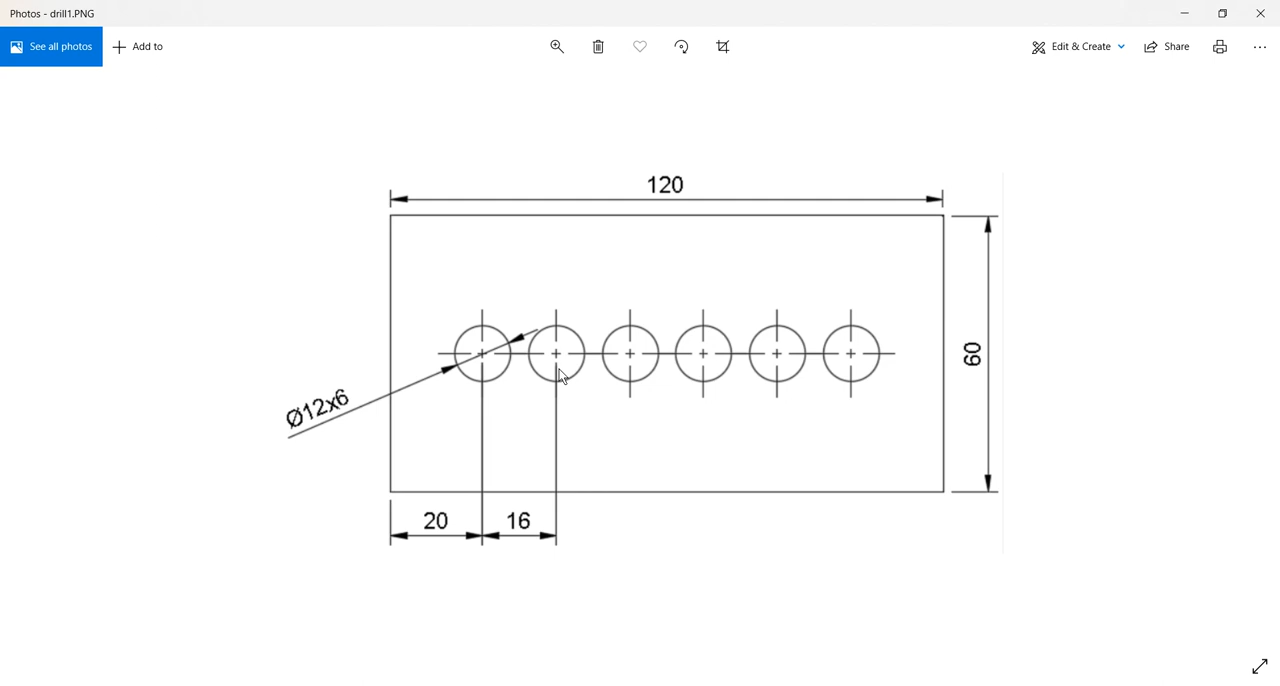 Photos - drill1.PNG
See all photos
Add to
Edit & Create
Share
120
60
Ø12x6
20
16